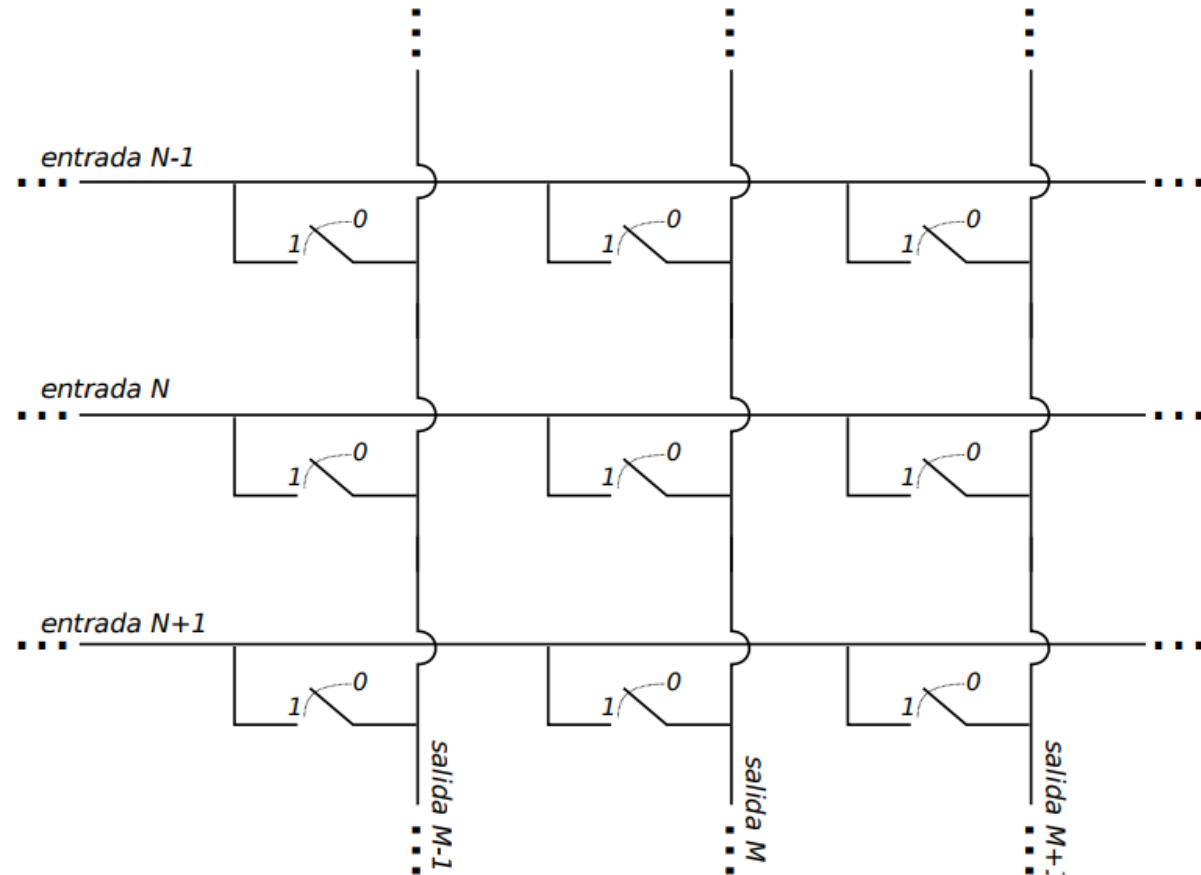 entrada N-1
0 0 0
1 1 1
entrada N
0 0 0
1 1 1
entrada N+1
0 0 0
1 1 1
salida M-1
salida M
salida M+